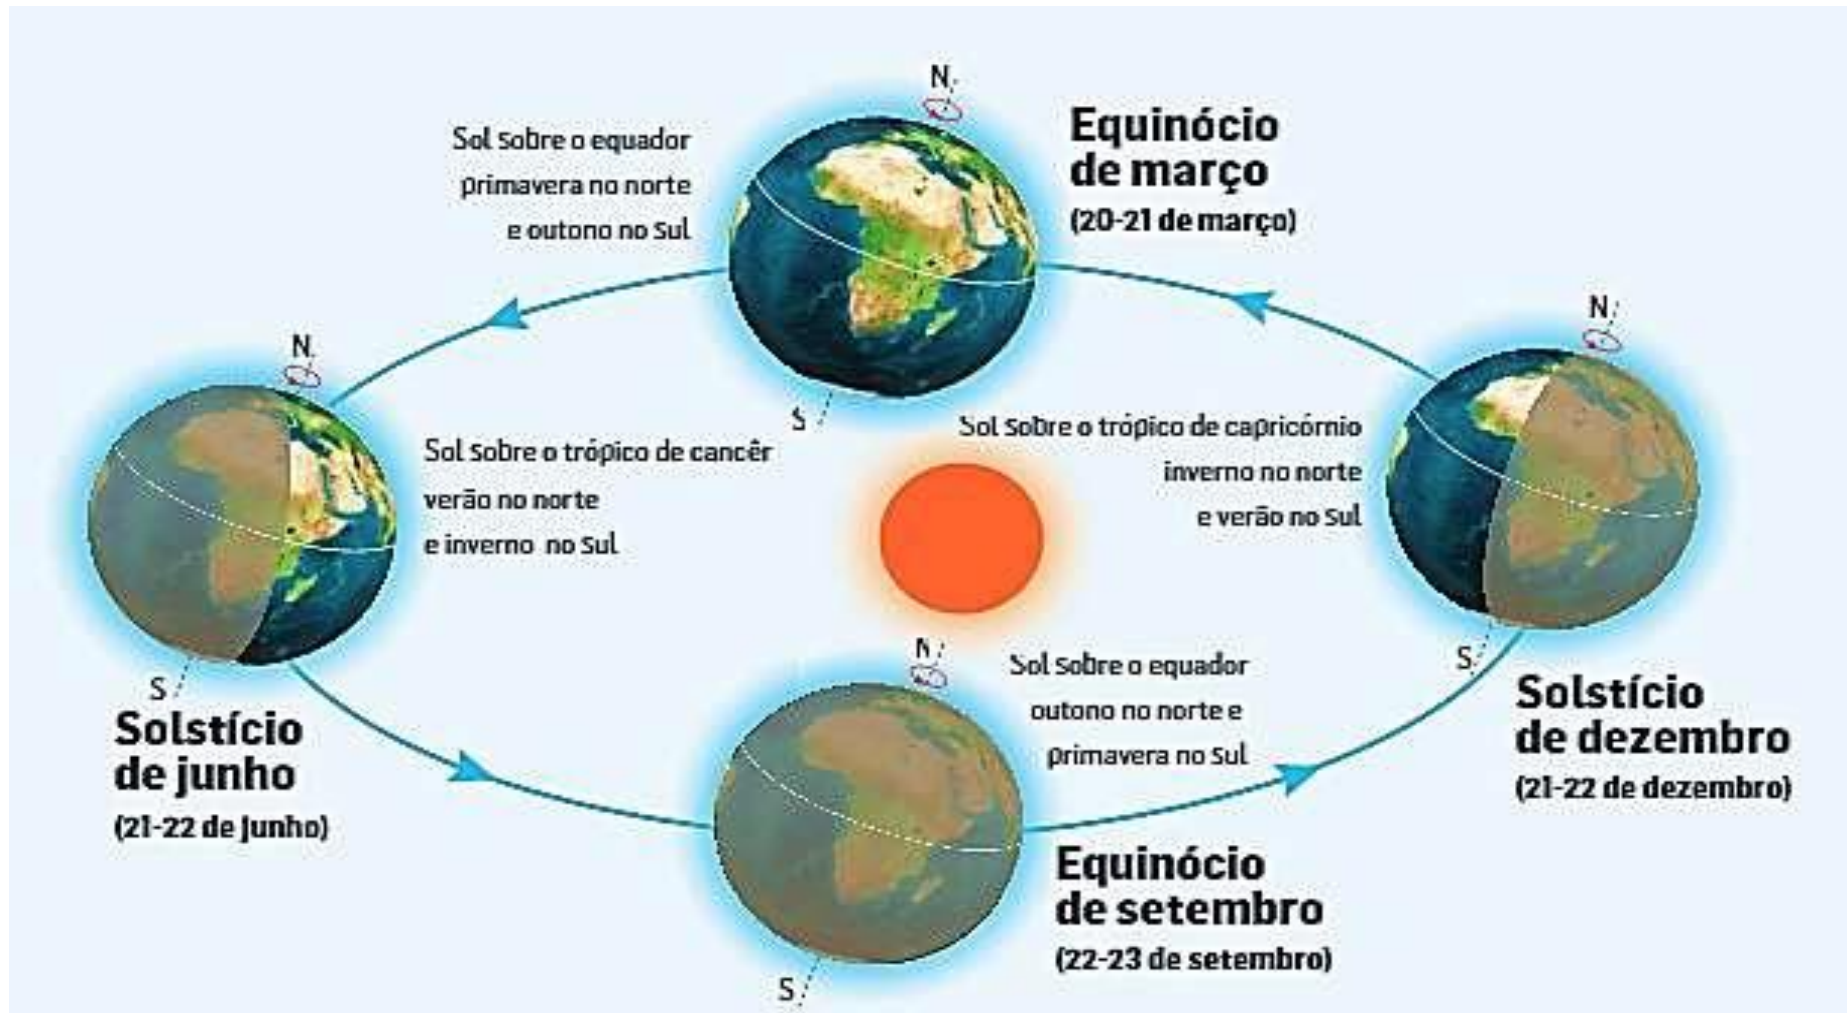 N
Sol sobre o equador
primavera no norte
e outono no Sul
Equinócio
de março
(20-21 de março)
S
N
Sol sobre o trópico de cancêr
verão no norte
e inverno no Sul
S
Solstício
de junho
(21-22 de junho)
N
Sol sobre o trópico de capricórnio
inverno no norte
e verão no Sul
S
Solstício
de dezembro
(21-22 de dezembro)
N
Sol sobre o equador
outono no norte e
primavera no Sul
Equinócio
de setembro
(22-23 de setembro)
S